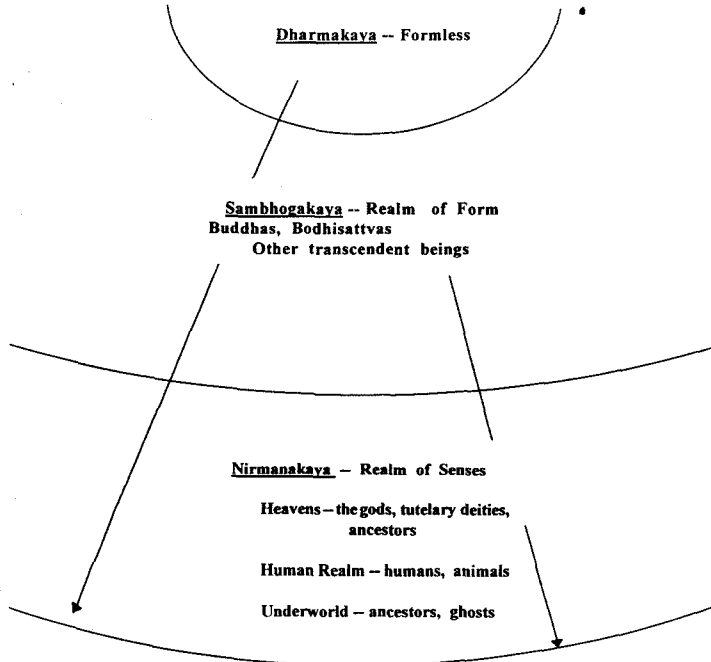 Dharmakaya -- Formless
Sambhogakaya -- Realm of Form
Buddhas, Bodhisattvas
Other transcendent beings
Nirmanakaya – Realm of Senses
Heavens – the gods, tutelary deities,
ancestors
Human Realm – humans, animals
Underworld – ancestors, ghosts